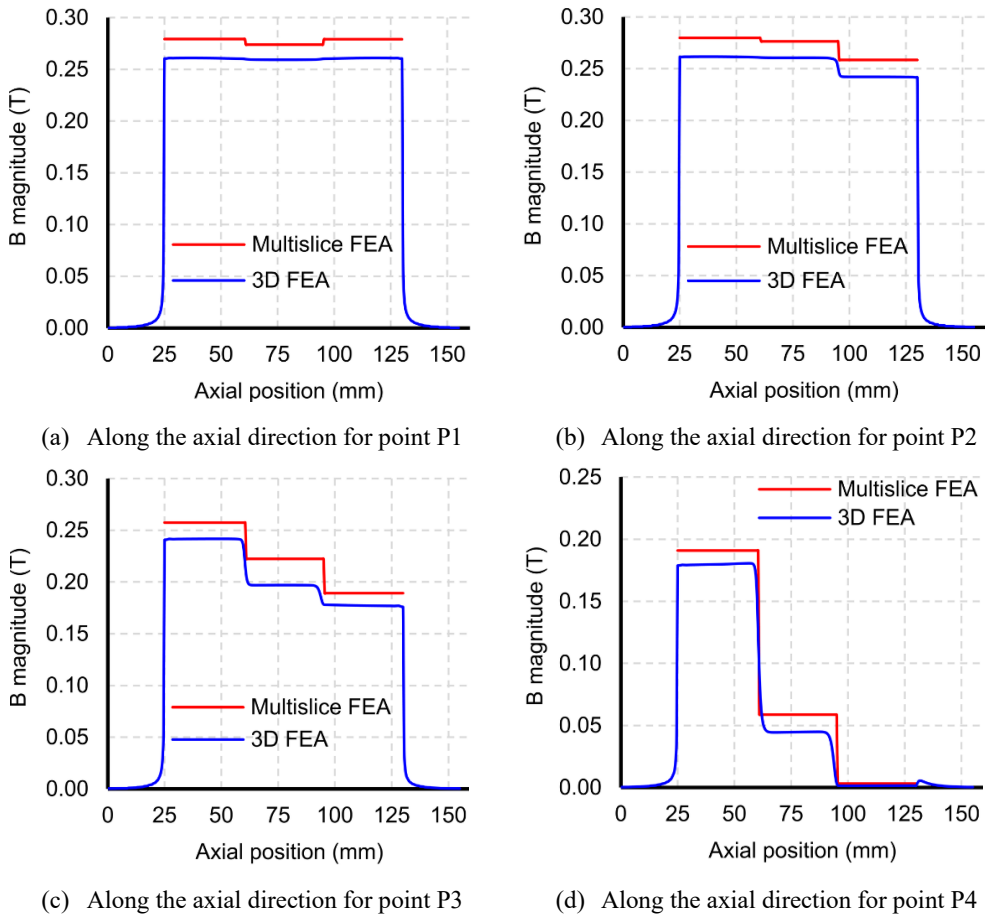 0.30
0.25
0.20
0.15
0.10
0.05
0.00
B magnitude (T)
Multislice FEA
3D FEA
0 25 50 75 100 125 150
Axial position (mm)
(a) Along the axial direction for point P1
0.30
0.25
0.20
0.15
0.10
0.05
0.00
B magnitude (T)
Multislice FEA
3D FEA
0 25 50 75 100 125 150
Axial position (mm)
(b) Along the axial direction for point P2
0.30
0.25
0.20
0.15
0.10
0.05
0.00
B magnitude (T)
Multislice FEA
3D FEA
0 25 50 75 100 125 150
Axial position (mm)
(c) Along the axial direction for point P3
0.25
0.20
0.15
0.10
0.05
0.00
B magnitude (T)
Multislice FEA
3D FEA
0 25 50 75 100 125 150
Axial position (mm)
(d) Along the axial direction for point P4